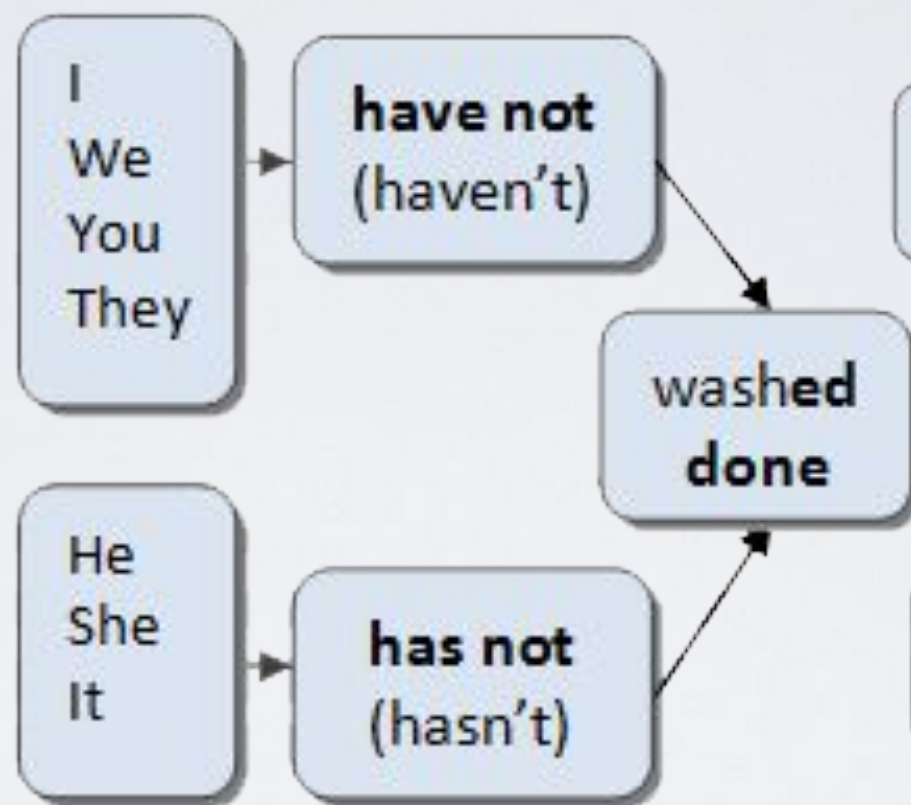 I
We
You
They
have not
(haven't)
washed
done
He
She
It
has not
(hasn't)